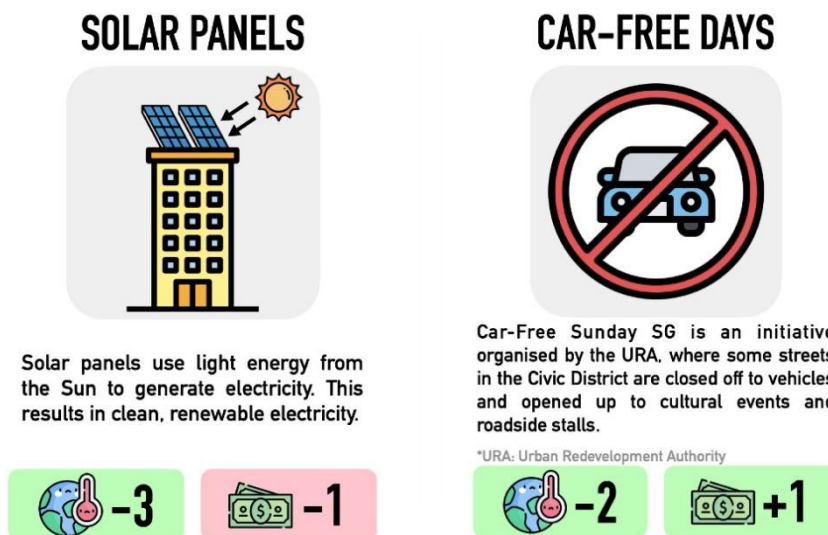 SOLAR PANELS
Solar panels use light energy from
the Sun to generate electricity. This
results in clean, renewable electricity.
-3
-1
CAR-FREE DAYS
Car-Free Sunday SG is an initiative
organised by the URA, where some streets
in the Civic District are closed off to vehicles
and opened up to cultural events and
roadside stalls.
*URA: Urban Redevelopment Authority
-2
+1